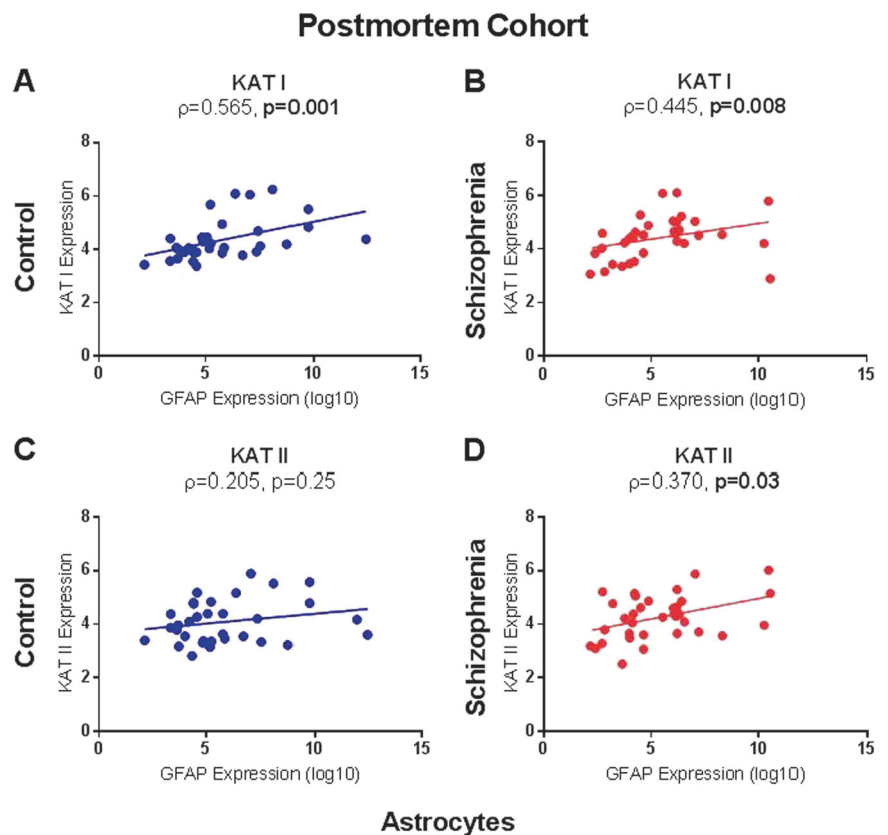 Postmortem Cohort
A
KAT I
ρ=0.565, p=0.001
Control
KAT I Expression
8
6
4
2
0
0 5 10 15
GFAP Expression (log10)
B
KAT I
ρ=0.445, p=0.008
Schizophrenia
KAT I Expression
8
6
4
2
0
0 5 10 15
GFAP Expression (log10)
C
KAT II
ρ=0.205, p=0.25
Control
KAT II Expression
8
6
4
2
0
0 5 10 15
GFAP Expression (log10)
D
KAT II
ρ=0.370, p=0.03
Schizophrenia
KAT II Expression
8
6
4
2
0
0 5 10 15
GFAP Expression (log10)
Astrocytes